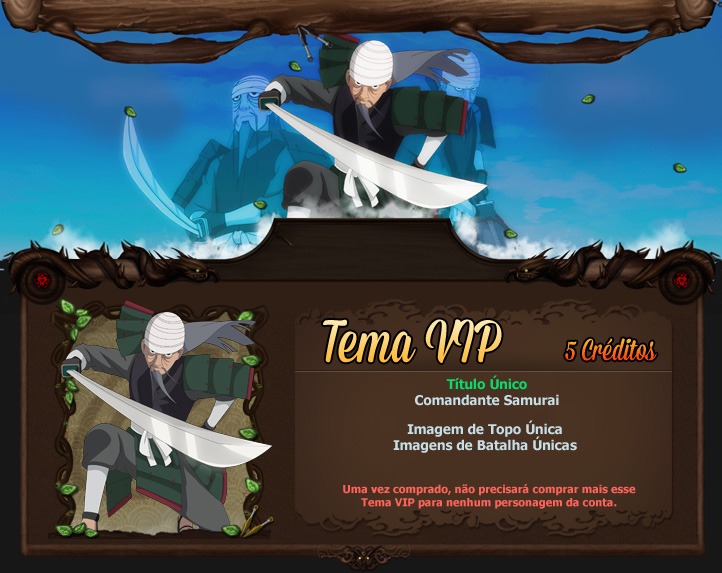 Tema VIP
5 Créditos
Título Único
Comandante Samurai
Imagem de Topo Única
Imagens de Batalha Únicas
Uma vez comprado, não precisará comprar mais esse
Tema VIP para nenhum personagem da conta.